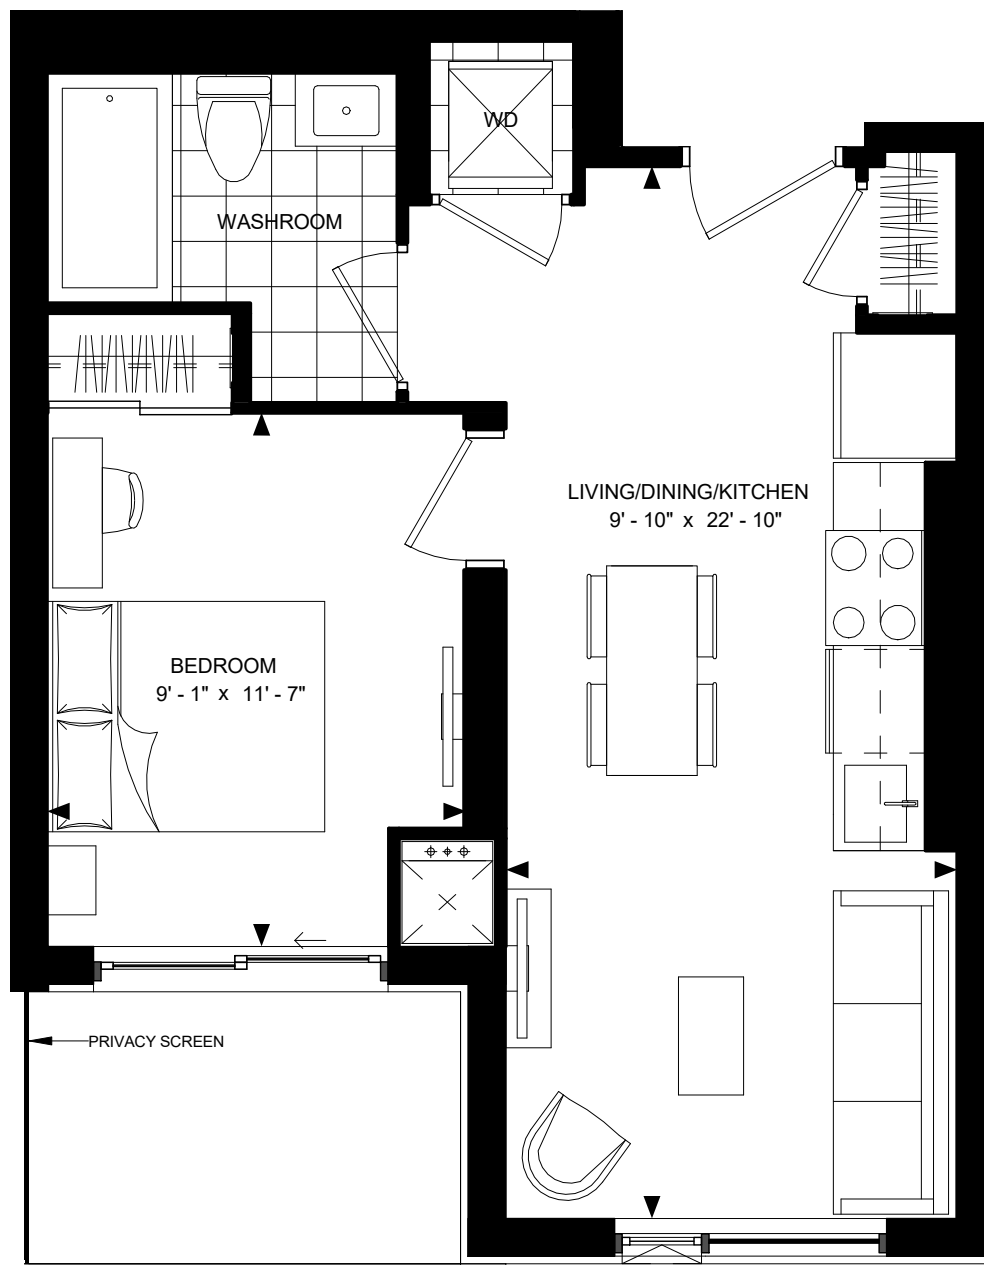 WD
WASHROOM
LIVING/DINING/KITCHEN
9' - 10" x 22' - 10"
BEDROOM
9' - 1" x 11' - 7"
PRIVACY SCREEN